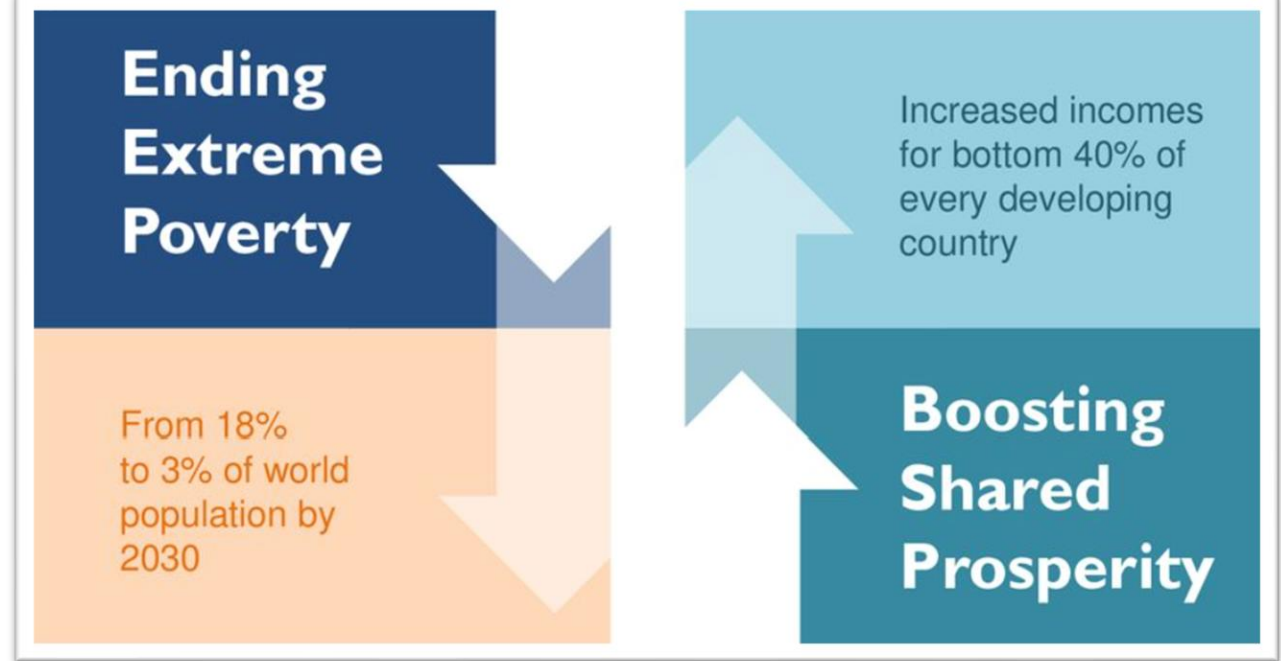 Ending
Extreme
Poverty
From 18%
to 3% of world
population by
2030
Increased incomes
for bottom 40% of
every developing
country
Boosting
Shared
Prosperity